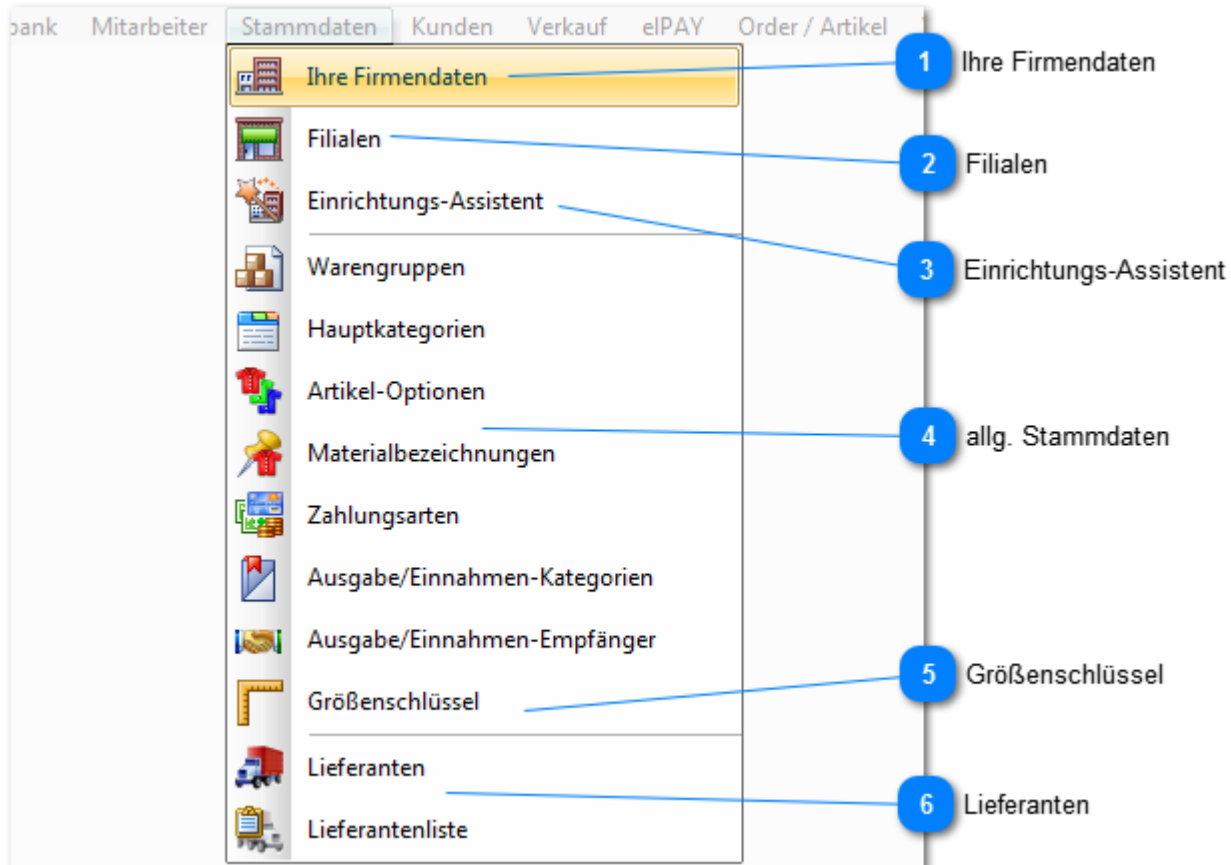 bank Mitarbeiter Stammdaten Kunden Verkauf elPAY Order / Artikel
Ihre Firmendaten
1 Ihre Firmendaten
Filialen
2 Filialen
Einrichtungs-Assistent
3 Einrichtungs-Assistent
Warengruppen
Hauptkategorien
Artikel-Optionen
4 allg. Stammdaten
Materialbezeichnungen
Zahlungsarten
Ausgabe/Einnahmen-Kategorien
Ausgabe/Einnahmen-Empfänger
5 Größenschlüssel
Größenschlüssel
Lieferanten
6 Lieferanten
Lieferantenliste